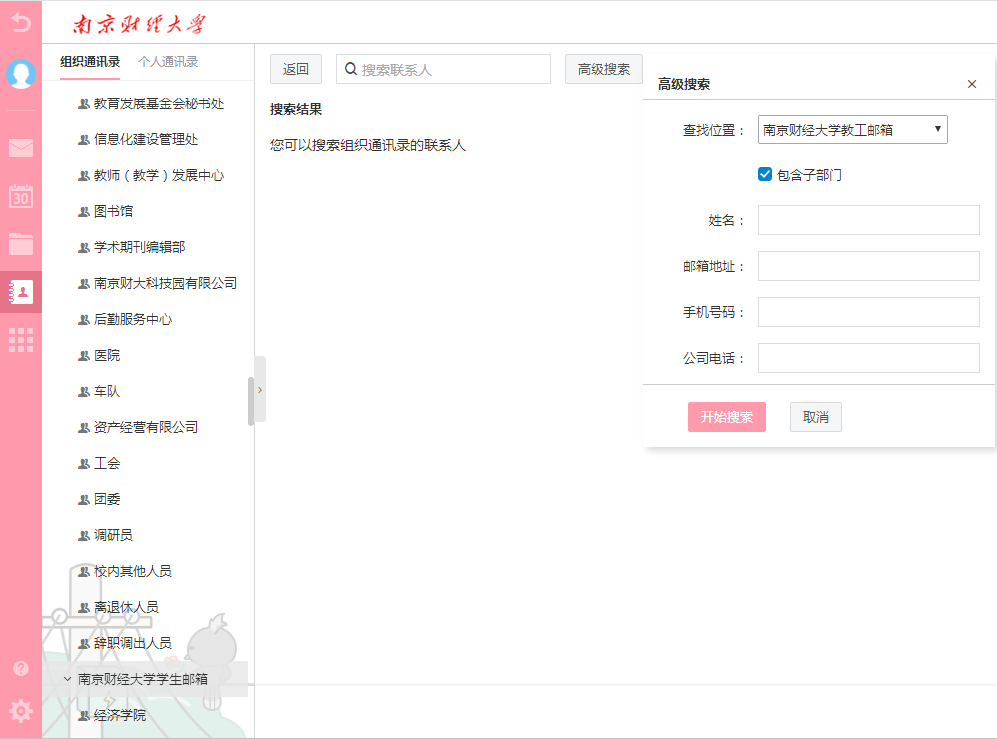 南京财经大学
30
组织通讯录 个人通讯录
教育发展基金会秘书处
信息化建设管理处
教师（教学）发展中心
图书馆
学术期刊编辑部
南京财大科技园有限公司
后勤服务中心
医院
车队
资产经营有限公司
工会
团委
调研员
校内其他人员
离退休人员
辞职调出人员
南京财经大学学生邮箱
经济学院
返回 搜索联系人 高级搜索
搜索结果
您可以搜索组织通讯录的联系人
高级搜索 ×
查找位置： 南京财经大学教工邮箱
包含子部门
姓名：
邮箱地址：
手机号码：
公司电话：
开始搜索 取消